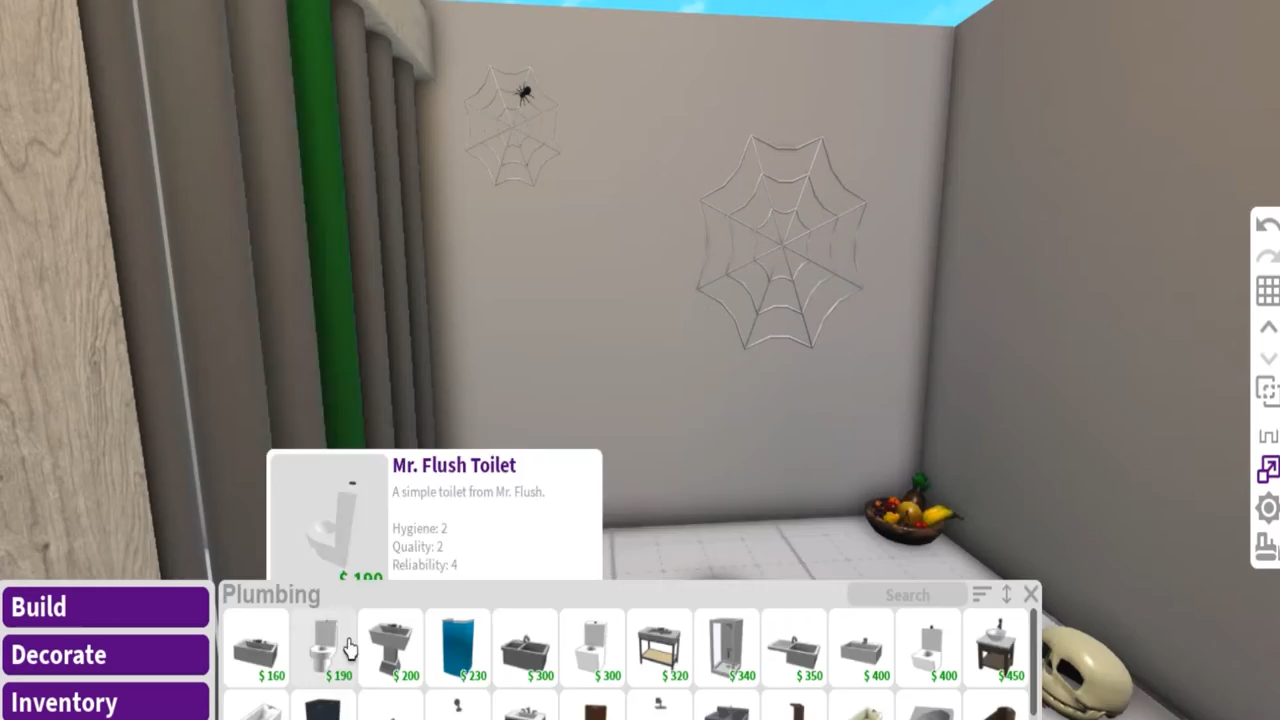 Mr. Flush Toilet
A simple toilet from Mr. Flush.
Hygiene: 2
Quality: 2
Reliability: 4
$ 190
Build
Decorate
Inventory
Plumbing
Search
$ 160
$ 190
$ 200
$ 230
$ 300
$ 300
$ 320
$ 340
$ 350
$ 400
$ 400
$ 450